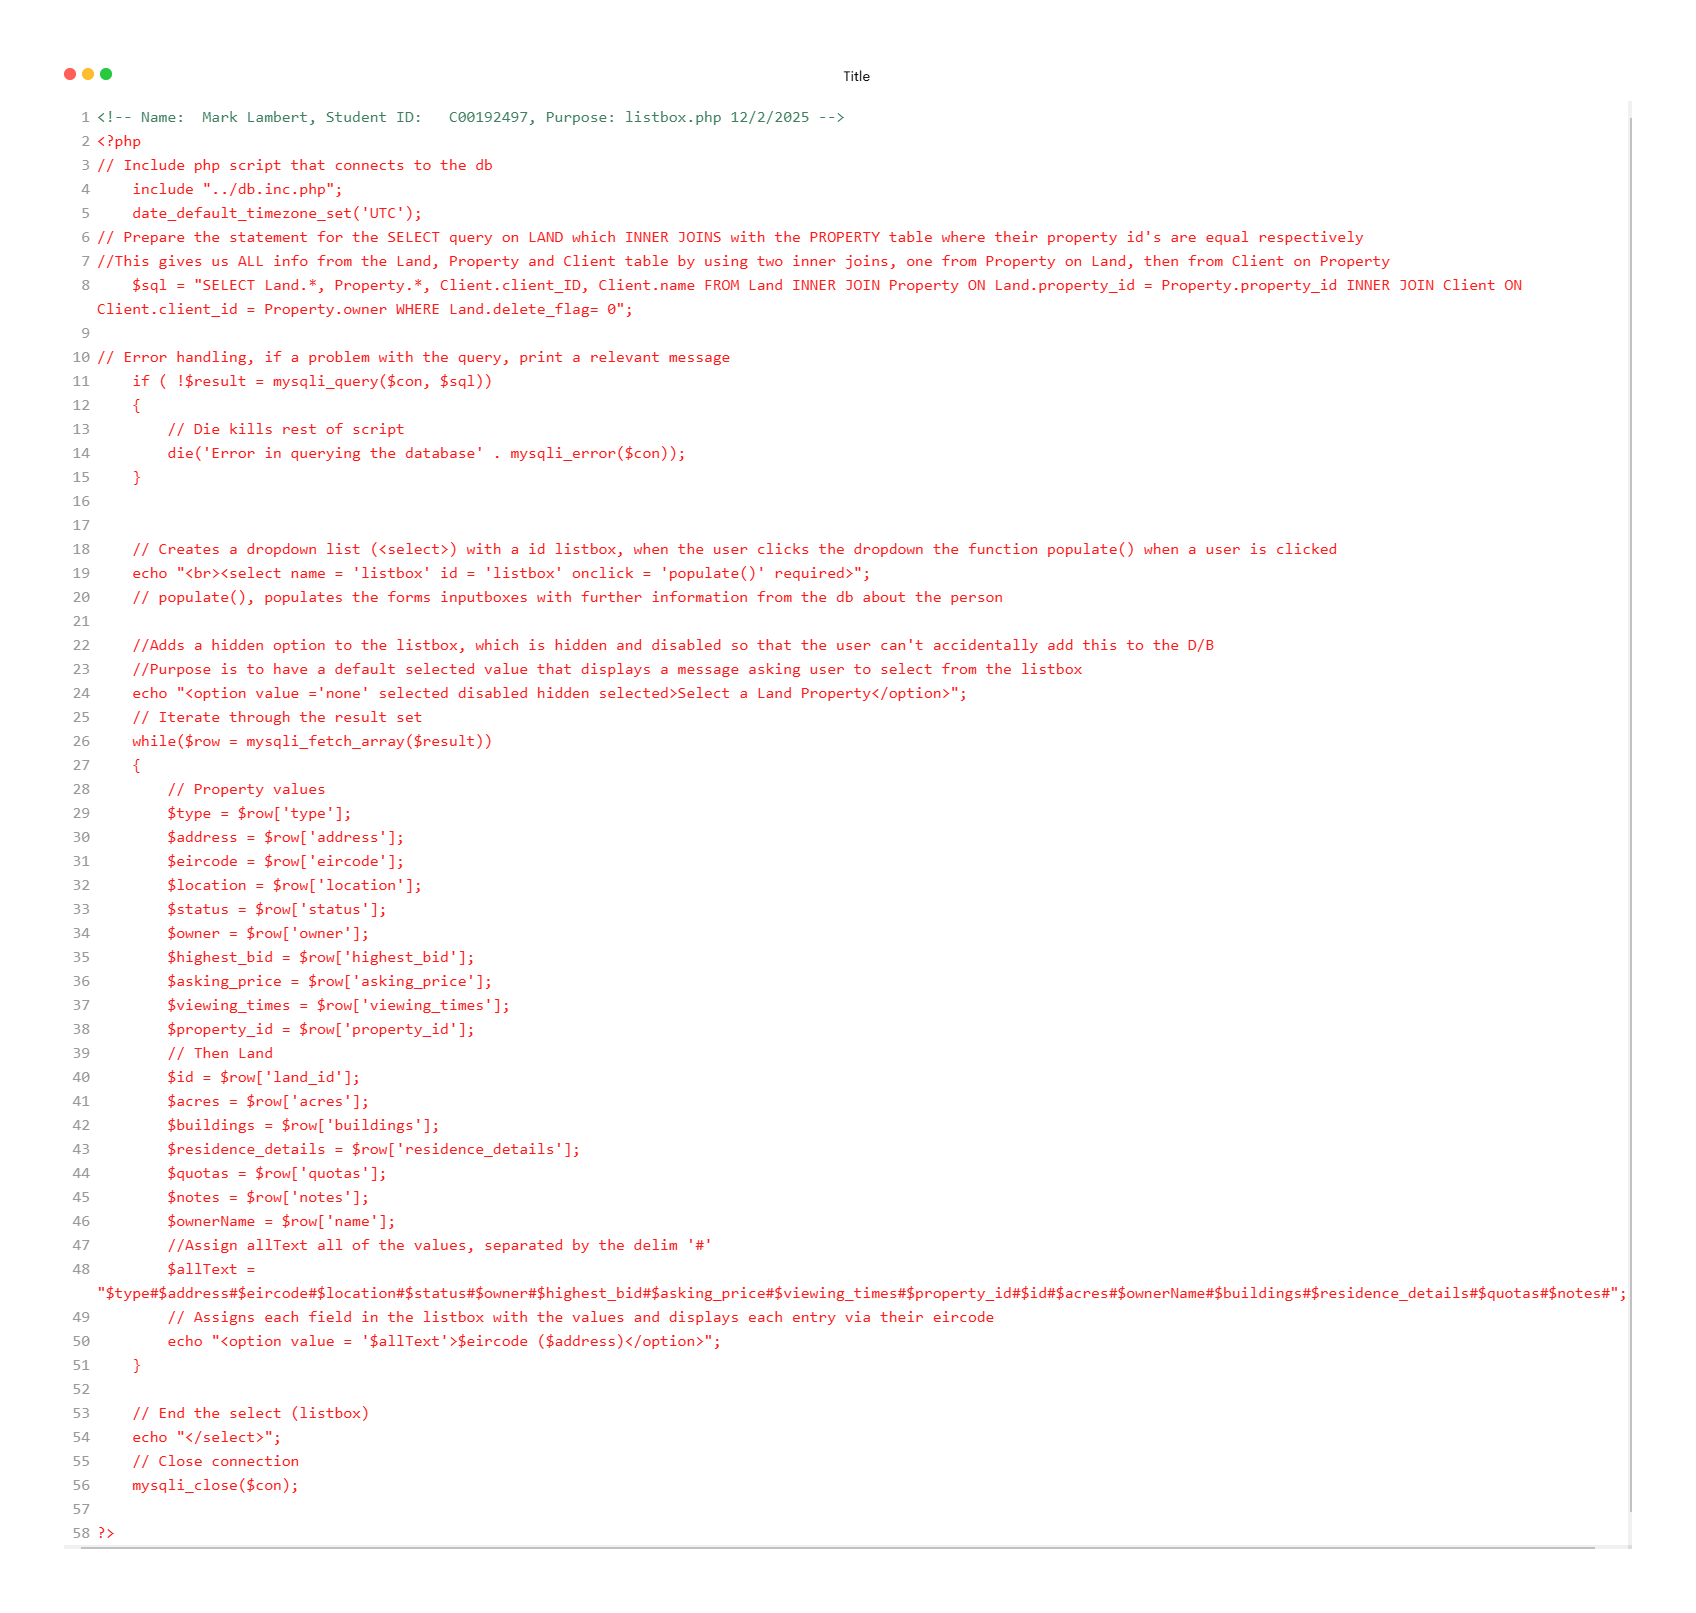 Title
1 <!-- Name:  Mark Lambert, Student ID:   C00192497, Purpose: listbox.php 12/2/2025 -->
2 <?php
3 // Include php script that connects to the db
4     include "../db.inc.php";
5     date_default_timezone_set('UTC');
6 // Prepare the statement for the SELECT query on LAND which INNER JOINS with the PROPERTY table where their property id's are equal respectively
7 //This gives us ALL info from the Land, Property and Client table by using two inner joins, one from Property on Land, then from Client on Property
8     $sql = "SELECT Land.*, Property.*, Client.client_ID, Client.name FROM Land INNER JOIN Property ON Land.property_id = Property.property_id INNER JOIN Client ON
Client.client_id = Property.owner WHERE Land.delete_flag= 0";
9
10 // Error handling, if a problem with the query, print a relevant message
11     if ( !$result = mysqli_query($con, $sql))
12     {
13         // Die kills rest of script
14         die('Error in querying the database' . mysqli_error($con));
15     }
16
17
18     // Creates a dropdown list (<select>) with a id listbox, when the user clicks the dropdown the function populate() when a user is clicked
19     echo "<br><select name = 'listbox' id = 'listbox' onclick = 'populate()' required>";
20     // populate(), populates the forms inputboxes with further information from the db about the person
21
22     //Adds a hidden option to the listbox, which is hidden and disabled so that the user can't accidentally add this to the D/B
23     //Purpose is to have a default selected value that displays a message asking user to select from the listbox
24     echo "<option value ='none' selected disabled hidden selected>Select a Land Property</option>";
25     // Iterate through the result set
26     while($row = mysqli_fetch_array($result))
27     {
28         // Property values
29         $type = $row['type'];
30         $address = $row['address'];
31         $eircode = $row['eircode'];
32         $location = $row['location'];
33         $status = $row['status'];
34         $owner = $row['owner'];
35         $highest_bid = $row['highest_bid'];
36         $asking_price = $row['asking_price'];
37         $viewing_times = $row['viewing_times'];
38         $property_id = $row['property_id'];
39         // Then Land
40         $id = $row['land_id'];
41         $acres = $row['acres'];
42         $buildings = $row['buildings'];
43         $residence_details = $row['residence_details'];
44         $quotas = $row['quotas'];
45         $notes = $row['notes'];
46         $ownerName = $row['name'];
47         //Assign allText all of the values, separated by the delim '#'
48         $allText =
"$type#$address#$eircode#$location#$status#$owner#$highest_bid#$asking_price#$viewing_times#$property_id#$id#$acres#$ownerName#$buildings#$residence_details#$quotas#$notes#";
49         // Assigns each field in the listbox with the values and displays each entry via their eircode
50         echo "<option value = '$allText'>$eircode ($address)</option>";
51     }
52
53     // End the select (listbox)
54     echo "</select>";
55     // Close connection
56     mysqli_close($con);
57
58 ?>